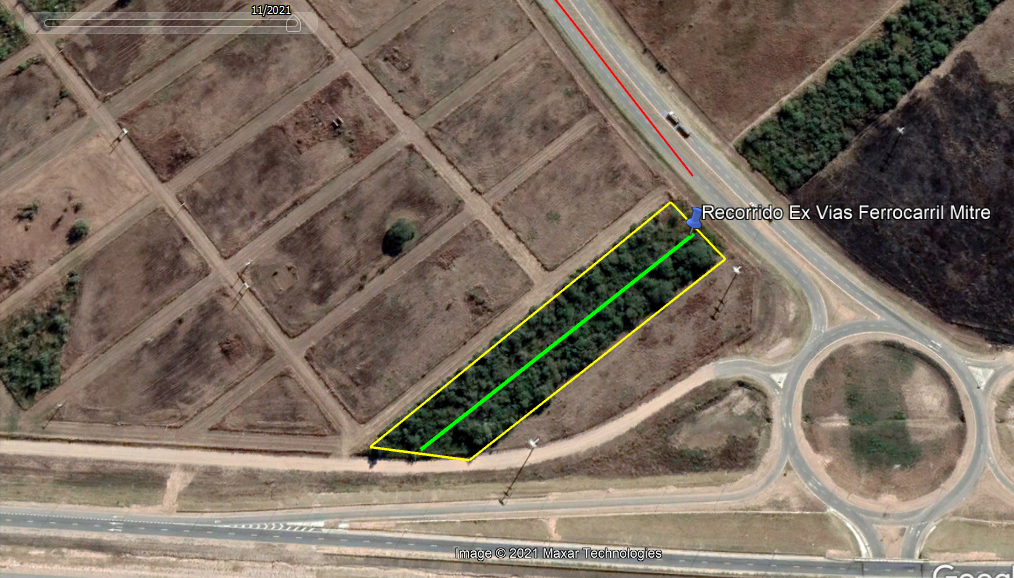 11/2021
Recorrido Ex Vias Ferrocarril Mitre
Image © 2021 Maxar Technologies